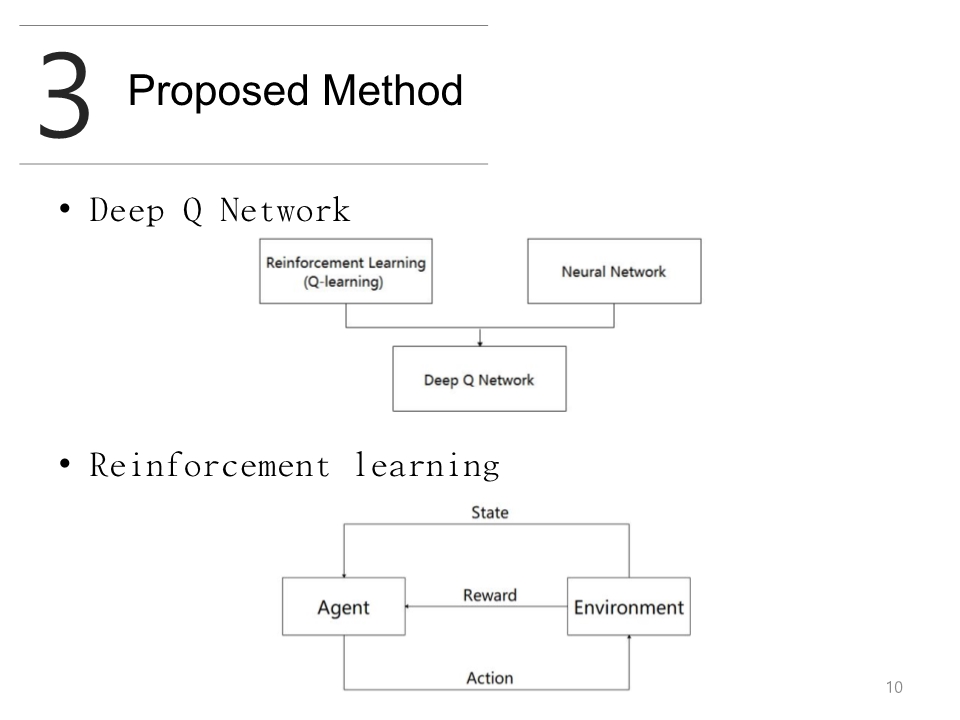 3
Proposed Method
• Deep Q Network
Reinforcement Learning
(Q-learning)
Neural Network
Deep Q Network
• Reinforcement learning
State
Agent
Reward
Environment
Action
10